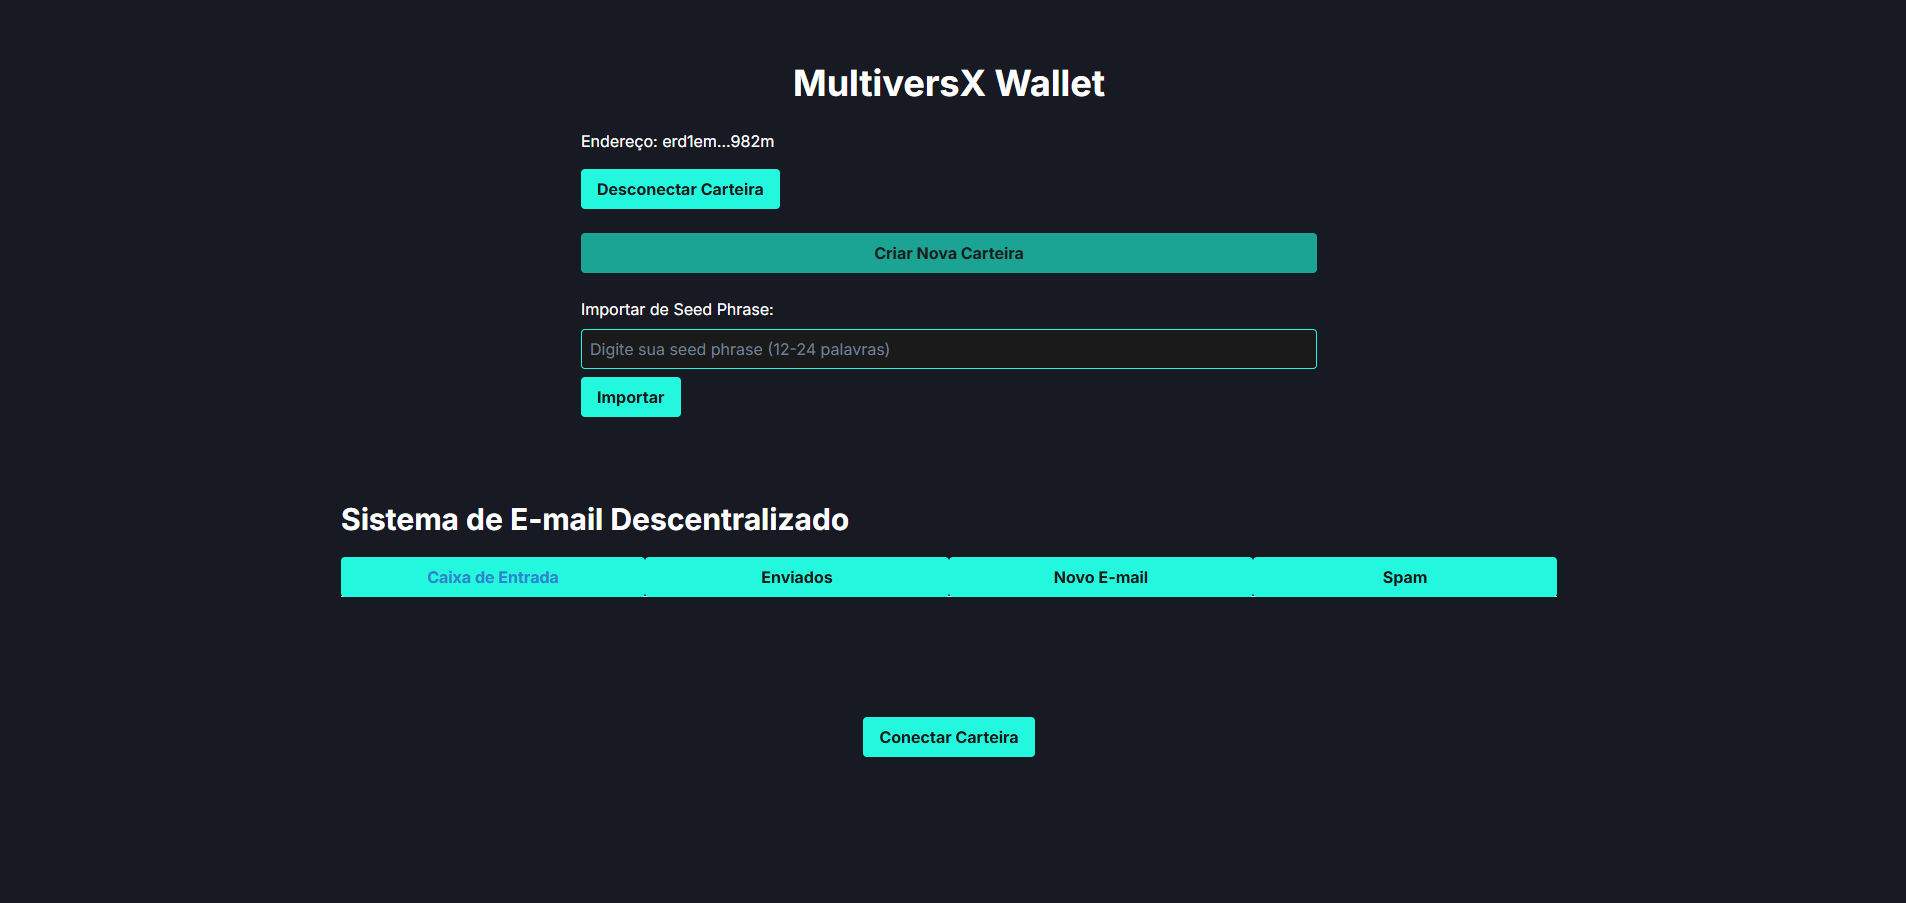 MultiversX Wallet
Endereço: erd1em...982m
Desconectar Carteira
Criar Nova Carteira
Importar de Seed Phrase:
Digite sua seed phrase (12-24 palavras)
Importar
Sistema de E-mail Descentralizado
Caixa de Entrada
Enviados
Novo E-mail
Spam
Conectar Carteira